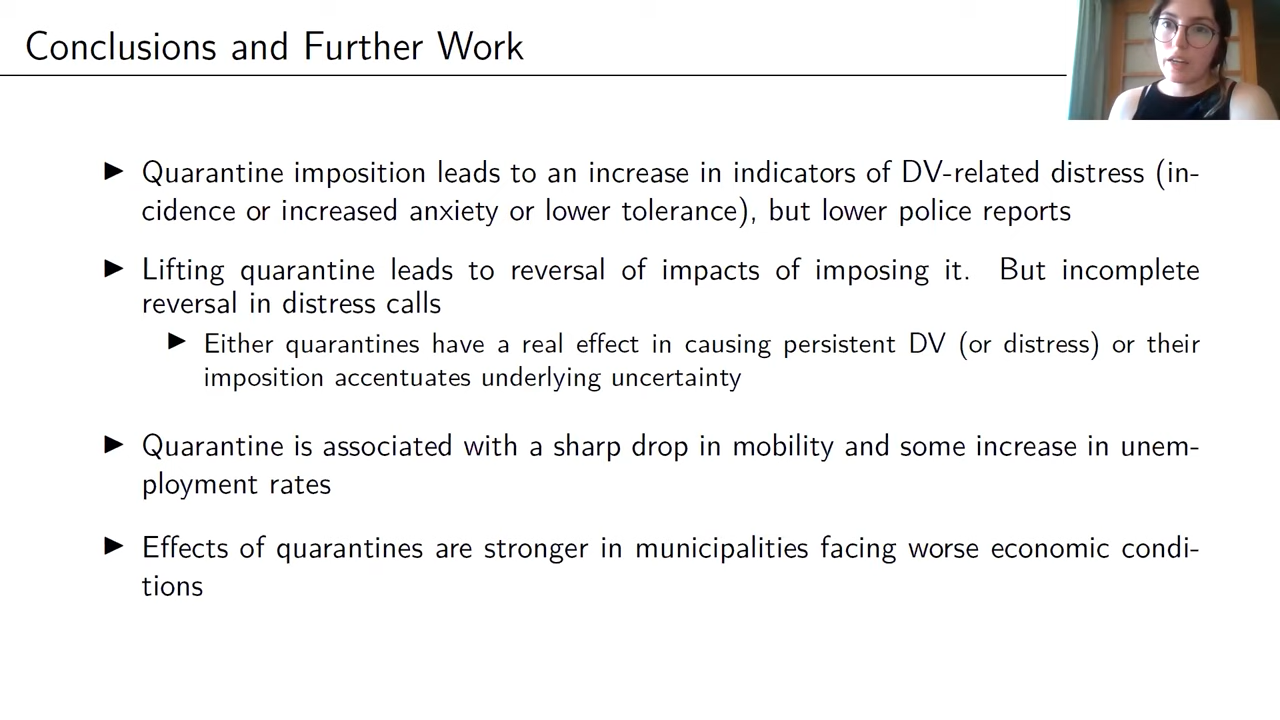 Conclusions and Further Work
Quarantine imposition leads to an increase in indicators of DV-related distress (in-
cidence or increased anxiety or lower tolerance), but lower police reports
Lifting quarantine leads to reversal of impacts of imposing it. But incomplete
reversal in distress calls
Either quarantines have a real effect in causing persistent DV (or distress) or their
imposition accentuates underlying uncertainty
Quarantine is associated with a sharp drop in mobility and some increase in unem-
ployment rates
Effects of quarantines are stronger in municipalities facing worse economic condi-
tions